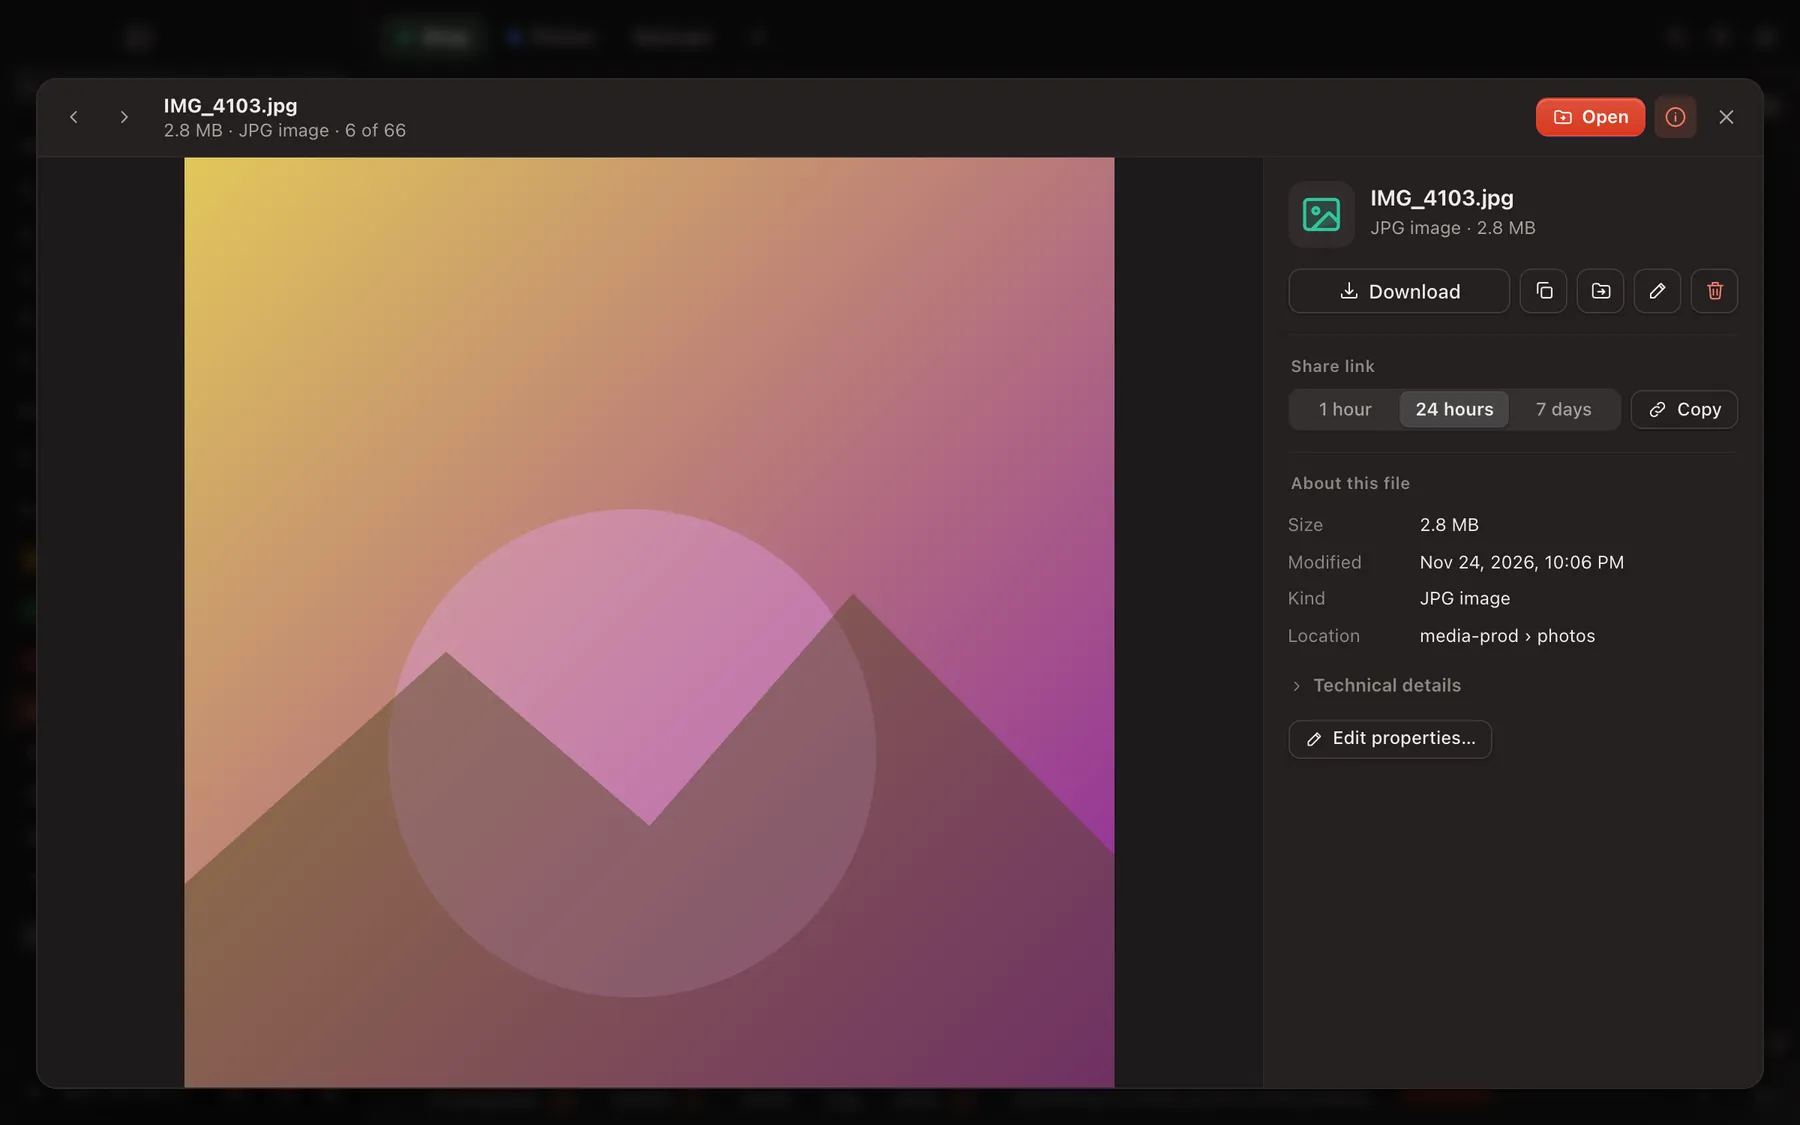 IMG_4103.jpg
2.8 MB · JPG image · 6 of 66
Open
IMG_4103.jpg
JPG image · 2.8 MB
Download
Share link
1 hour
24 hours
7 days
Copy
About this file
Size
2.8 MB
Modified
Nov 24, 2026, 10:06 PM
Kind
JPG image
Location
media-prod › photos
Technical details
Edit properties...